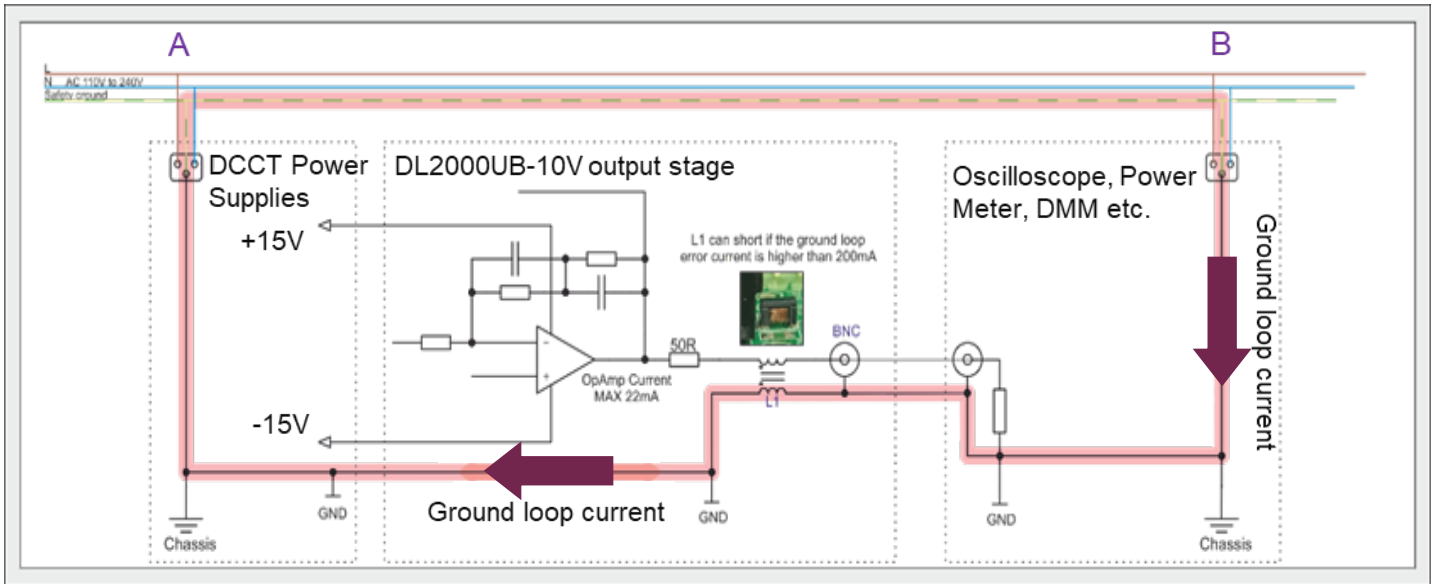 A
B
L
N AC 110V to 240V
Safety ground
DCCT Power
Supplies
DL2000UB-10V output stage
Oscilloscope, Power
Meter, DMM etc.
+15V
L1 can short if the ground loop
error current is higher than 200mA
Ground loop current
BNC
50R
-
+
OpAmp Current
MAX 22mA
L1
-15V
GND
Ground loop current
GND
GND
Chassis
Chassis